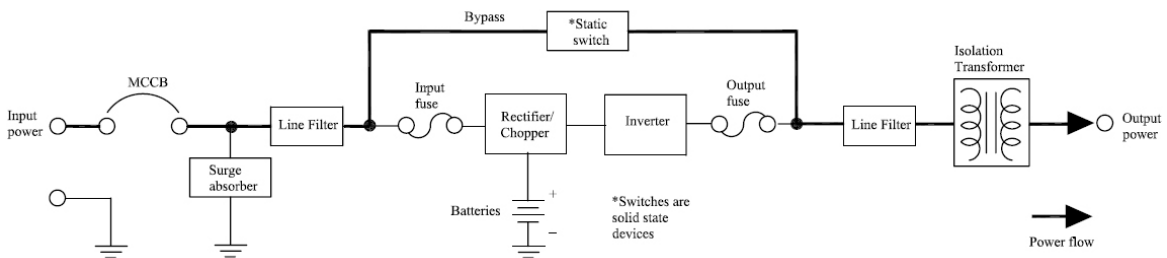 Bypass
*Static
switch
Isolation
Transformer
MCCB
Input
fuse
Output
fuse
Input
power
Line Filter
Rectifier/
Chopper
Inverter
Line Filter
Output
power
Surge
absorber
Batteries
+
−
*Switches are
solid state
devices
Power flow